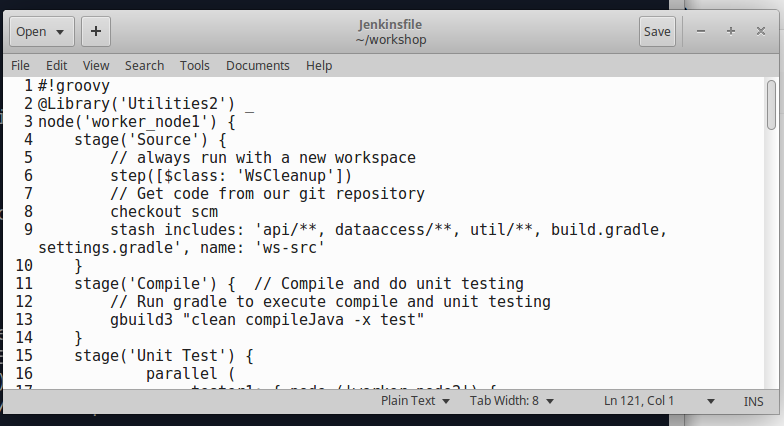 Open
+
Jenkinsfile
~/workshop
Save
File Edit View Search Tools Documents Help
1 #!groovy
2 @Library('Utilities2') _
3 node('worker_node1') {
4     stage('Source') {
5         // always run with a new workspace
6         step([$class: 'WsCleanup'])
7         // Get code from our git repository
8         checkout scm
9         stash includes: 'api/**, dataaccess/**, util/**, build.gradle,
settings.gradle', name: 'ws-src'
10     }
11     stage('Compile') {  // Compile and do unit testing
12         // Run gradle to execute compile and unit testing
13         gbuild3 "clean compileJava -x test"
14     }
15     stage('Unit Test') {
16             parallel (
17                  tester1: { node ('worker_node2') {
Plain Text Tab Width: 8 Ln 121, Col 1 INS